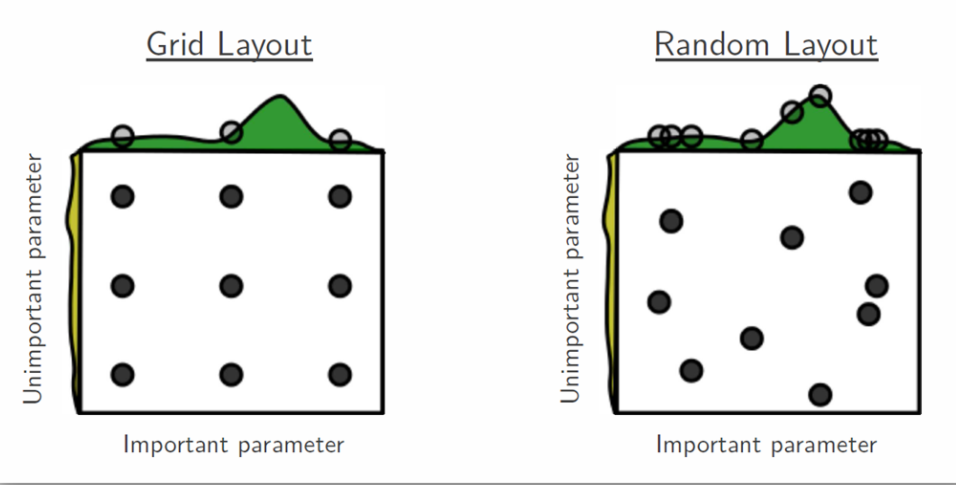 Grid Layout
Unimportant parameter
Important parameter
Random Layout
Unimportant parameter
Important parameter